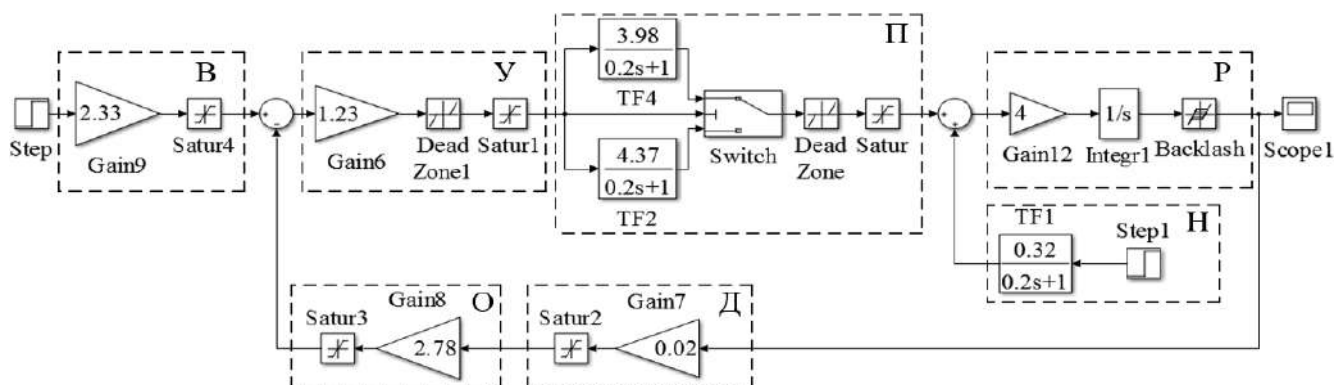 В
2.33
Step
Gain9
Satur4
У
1.23
Gain6
Dead
Zone1
Satur1
П
3.98
0.2s+1
TF4
4.37
0.2s+1
TF2
Switch
Dead
Zone
Satur
Р
4
Gain12
1/s
Integr1
Backlash
Scope1
Н
TF1
0.32
0.2s+1
Step1
О
Gain8
Satur3
2.78
Д
Gain7
Satur2
0.02